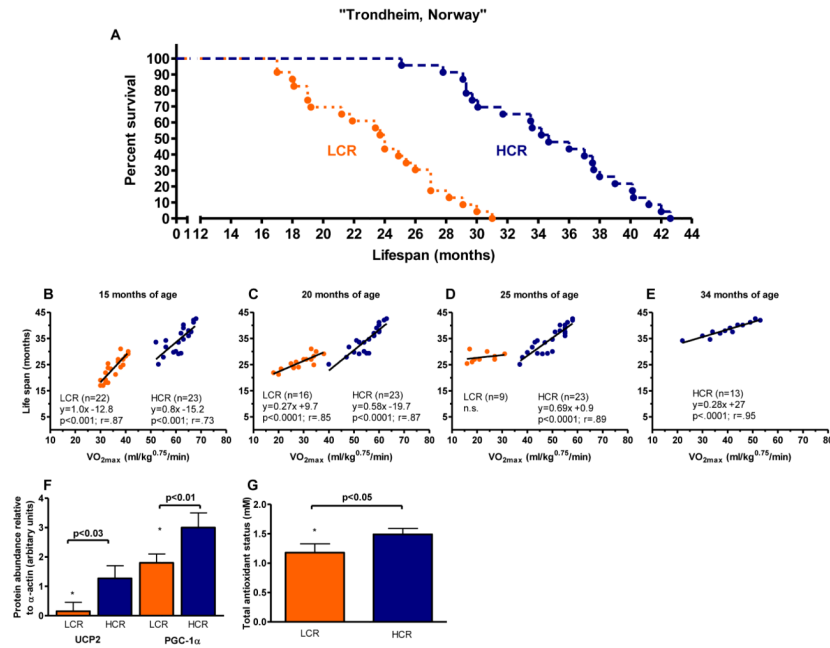 "Trondheim, Norway"
A
Percent survival
100
90
80
70
60
50
40
30
20
10
0
LCR
HCR
0 1 12 14 16 18 20 22 24 26 28 30 32 34 36 38 40 42 44
Lifespan (months)
B 15 months of age
C 20 months of age
D 25 months of age
E 34 months of age
Life span (months)
45
35
25
15
LCR (n=22)
y=1.0x -12.8
p<.001; r=.87
HCR (n=23)
y=0.8x -15.2
p<.001; r=.73
10 20 30 40 50 60 70 80
VO2max (ml/kg0.75/min)
45
35
25
15
LCR (n=16)
y=0.27x +9.7
p<0.0001; r=.85
HCR (n=23)
y=0.58x -19.7
p<0.0001; r=.87
10 20 30 40 50 60 70 80
VO2max (ml/kg0.75/min)
45
35
25
15
LCR (n=9)
n.s.
HCR (n=23)
y=0.69x +0.9
p<0.0001; r=.89
10 20 30 40 50 60 70 80
VO2max (ml/kg0.75/min)
45
35
25
15
HCR (n=13)
y=0.28x +27
p<.0001; r=.95
10 20 30 40 50 60 70 80
VO2max (ml/kg0.75/min)
F
Protein abundance relative
to α-actin (arbitary units)
4
3
2
1
0
p<0.03
p<0.01
*
*
LCR HCR LCR HCR
UCP2 PGC-1α
G
Total antioxidant status (mM)
2.0
1.5
1.0
0.5
0.0
p<0.05
*
LCR HCR